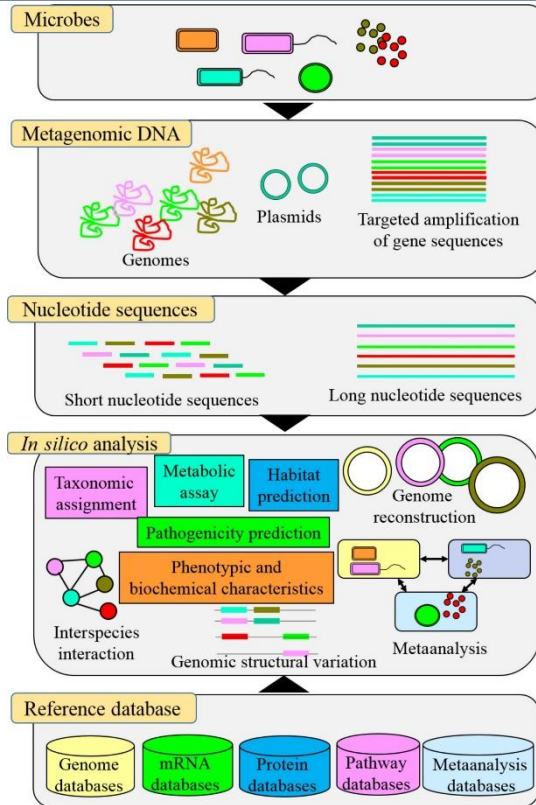 Microbes
Metagenomic DNA
Genomes
Plasmids
Targeted amplification
of gene sequences
Nucleotide sequences
Short nucleotide sequences
Long nucleotide sequences
In silico analysis
Taxonomic
assignment
Metabolic
assay
Habitat
prediction
Genome
reconstruction
Pathogenicity prediction
Phenotypic and
biochemical characteristics
Interspecies
interaction
Genomic structural variation
Metaanalysis
Reference database
Genome
databases
mRNA
databases
Protein
databases
Pathway
databases
Metaanalysis
databases